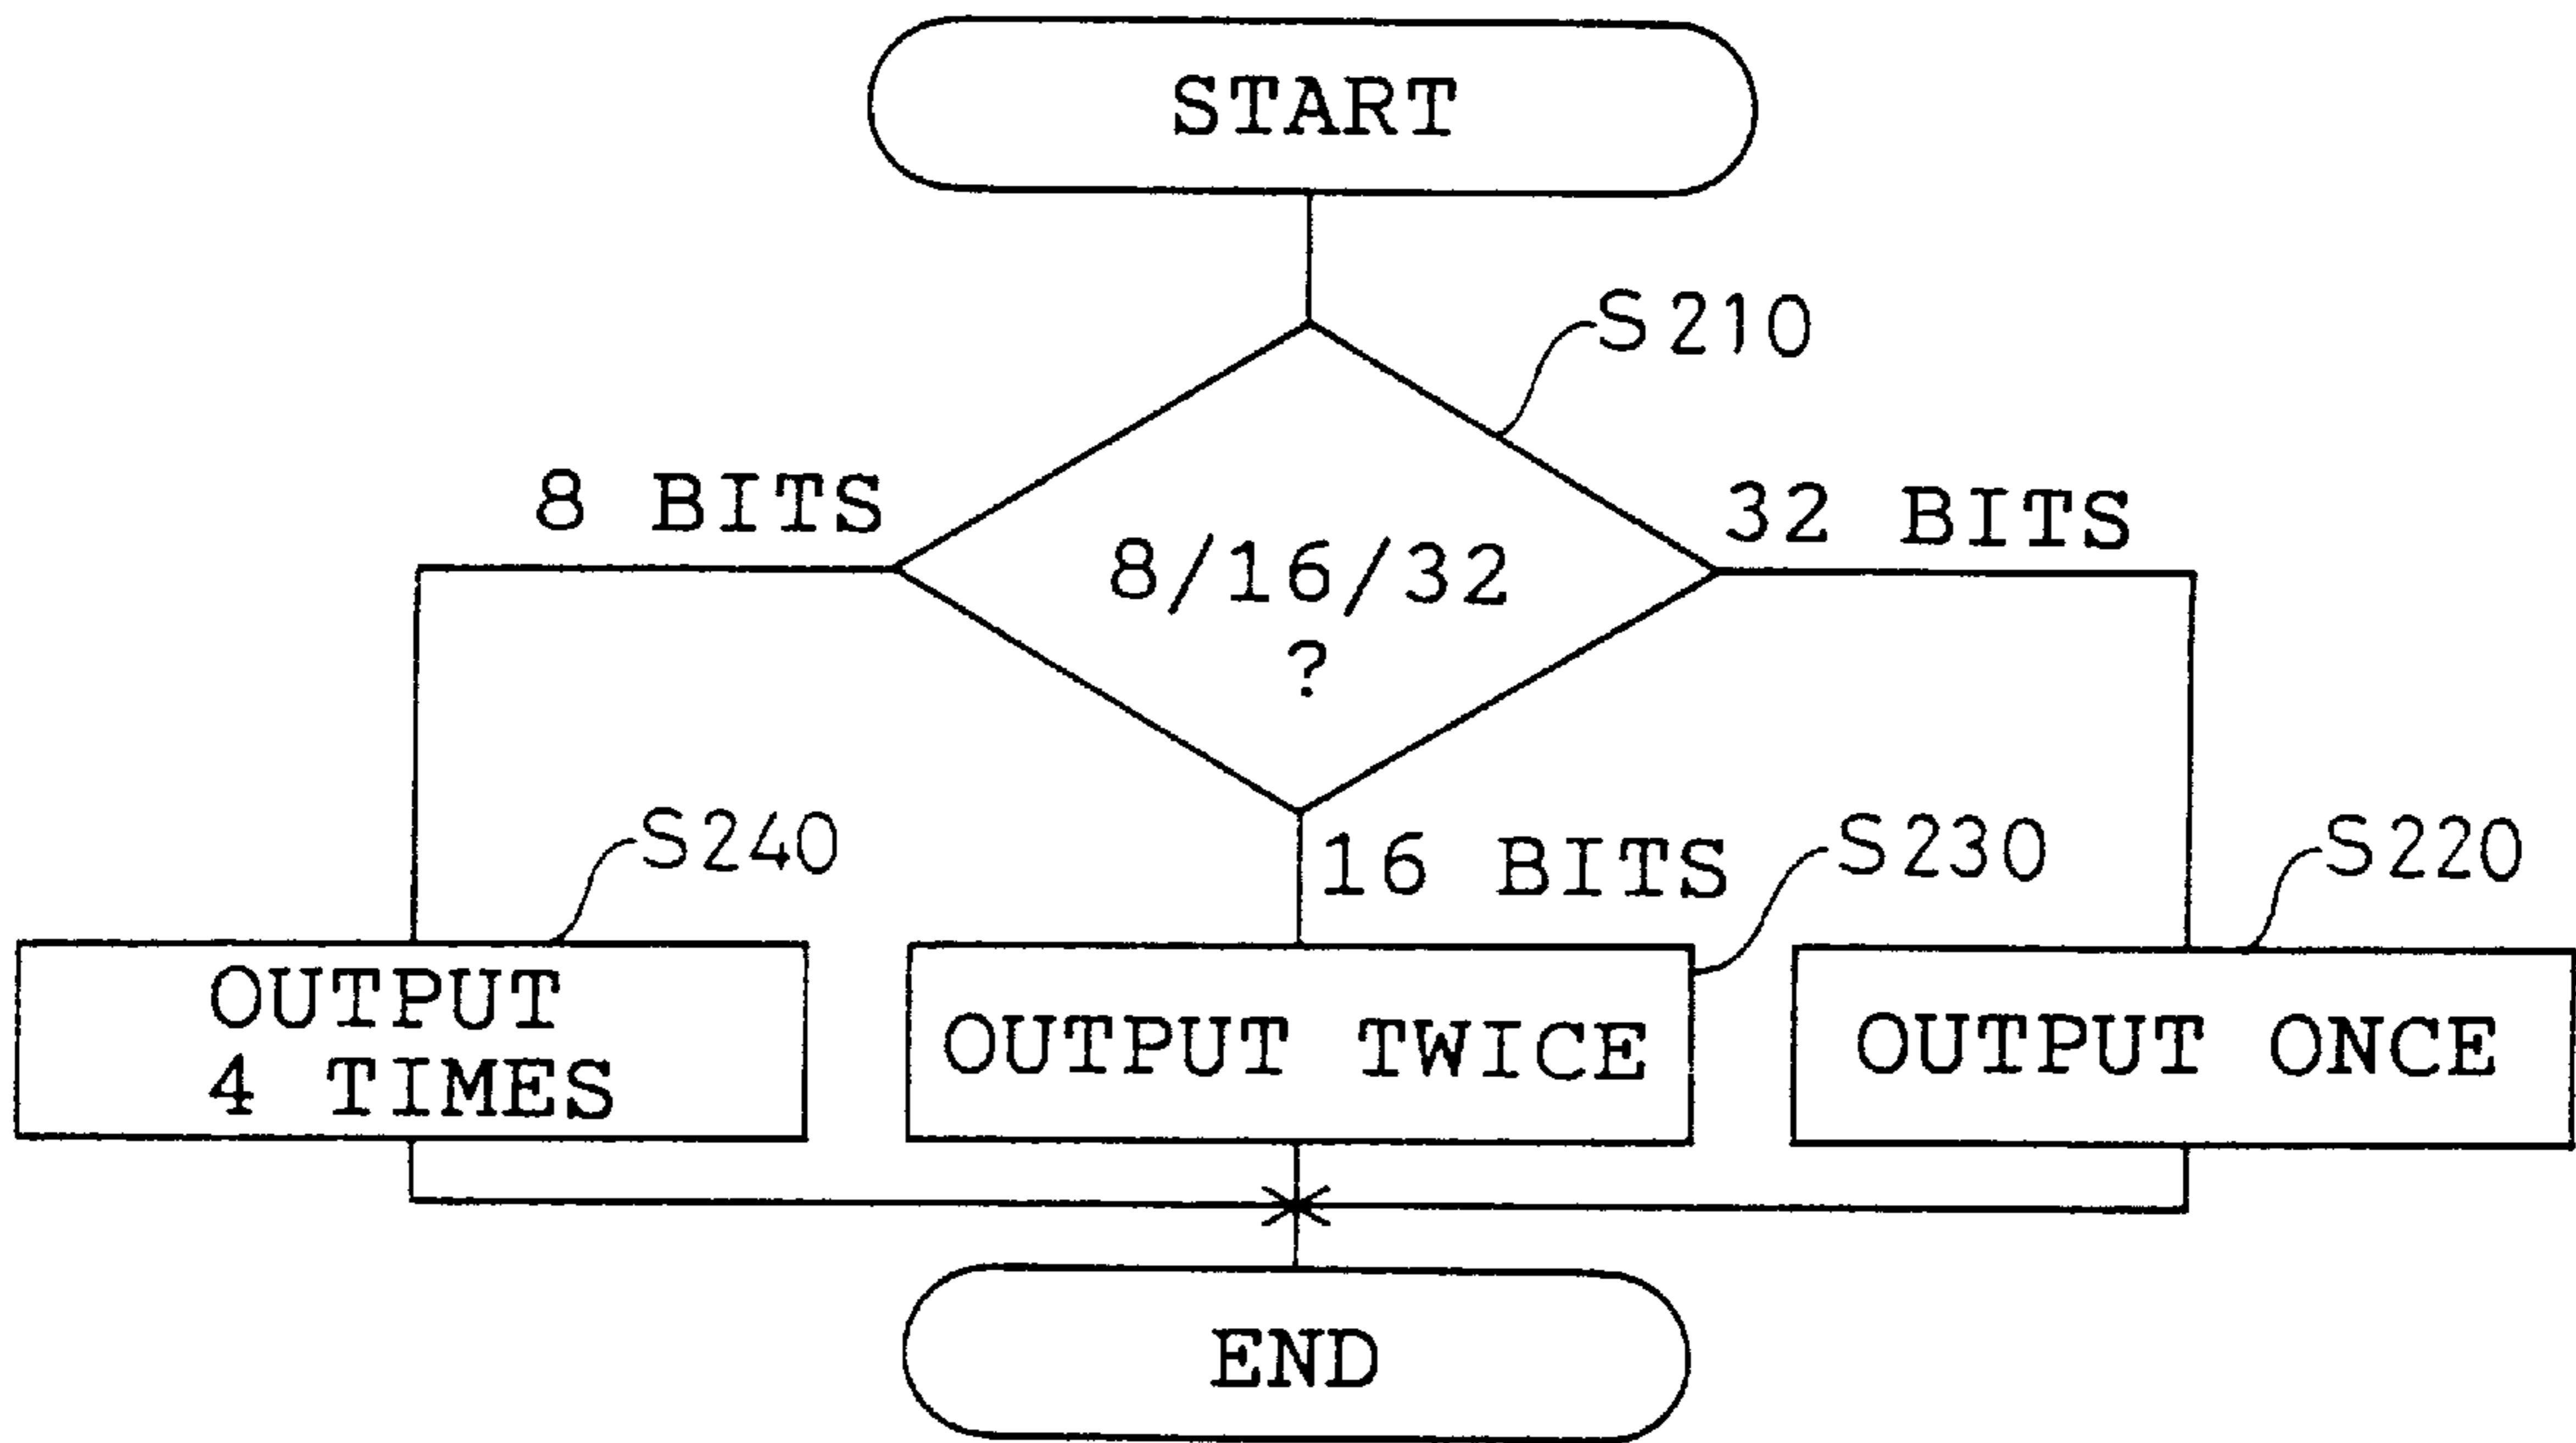 START
S210
8 BITS
32 BITS
8/16/32
?
S240
16 BITS
S230
S220
OUTPUT
4 TIMES
OUTPUT TWICE
OUTPUT ONCE
END